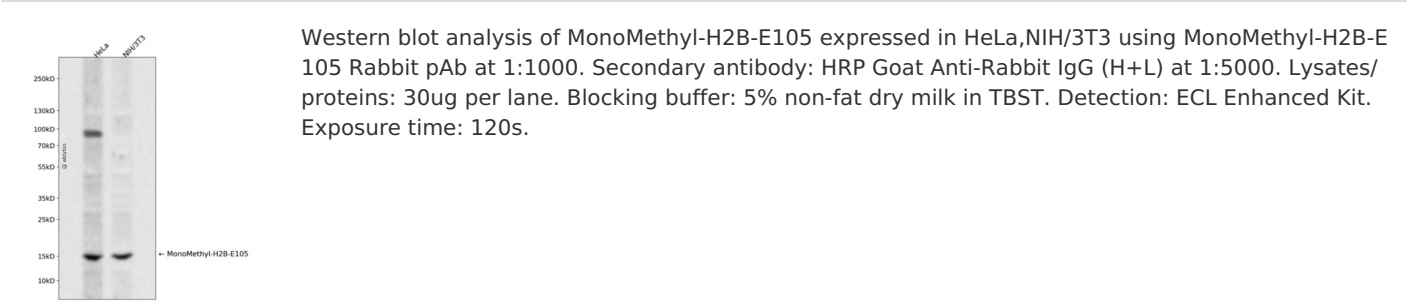 HeLa NIH/3T3
250kD
130kD
100kD
70kD
55kD
35kD
25kD
15kD
10kD
@ ablybio
← MonoMethyl-H2B-E105
Western blot analysis of MonoMethyl-H2B-E105 expressed in HeLa,NIH/3T3 using MonoMethyl-H2B-E
105 Rabbit pAb at 1:1000. Secondary antibody: HRP Goat Anti-Rabbit IgG (H+L) at 1:5000. Lysates/
proteins: 30ug per lane. Blocking buffer: 5% non-fat dry milk in TBST. Detection: ECL Enhanced Kit.
Exposure time: 120s.